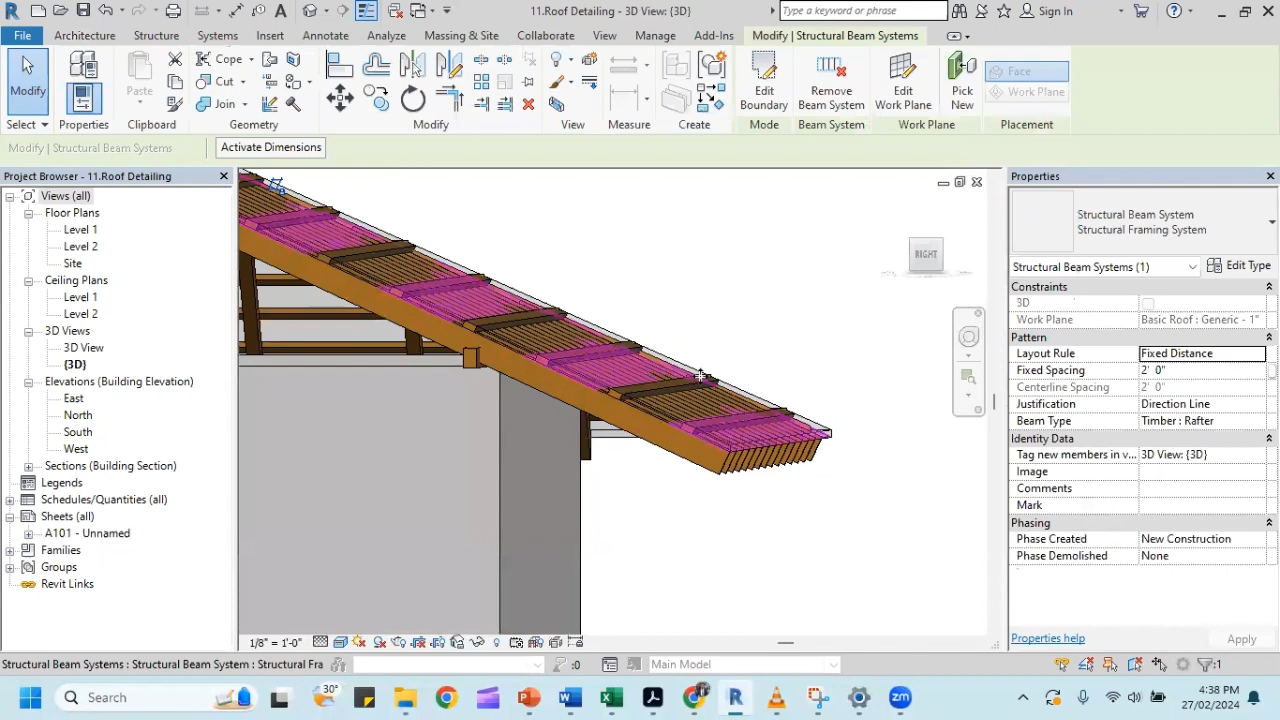 11.Roof Detailing - 3D View: {3D}
Type a keyword or phrase
Sign In
File Architecture Structure Systems Insert Annotate Analyze Massing & Site Collaborate View Manage Add-Ins Modify | Structural Beam Systems
Modify
Select
Properties
Paste
Clipboard
Cope
Cut
Join
Geometry
Modify
View
Measure
Create
Edit Boundary
Mode
Remove Beam System
Beam System
Edit Work Plane
Pick New
Work Plane
Face
Work Plane
Placement
Modify | Structural Beam Systems
Activate Dimensions
Project Browser - 11.Roof Detailing
Views (all)
Floor Plans
Level 1
Level 2
Site
Ceiling Plans
Level 1
Level 2
3D Views
3D View
(3D)
Elevations (Building Elevation)
East
North
South
West
Sections (Building Section)
Legends
Schedules/Quantities (all)
Sheets (all)
A101 - Unnamed
Families
Groups
Revit Links
RIGHT
1/8" = 1'-0"
Properties
Structural Beam System
Structural Framing System
Structural Beam Systems (1)
Edit Type
Constraints
3D
Work Plane Basic Roof : Generic - 1"
Pattern
Layout Rule Fixed Distance
Fixed Spacing 2' 0"
Centerline Spacing 2' 0"
Justification Direction Line
Beam Type Timber : Rafter
Identity Data
Tag new members in v... 3D View: {3D}
Image
Comments
Mark
Phasing
Phase Created New Construction
Phase Demolished None
Properties help
Apply
Structural Beam Systems : Structural Beam System : Structural Fra
:0
Main Model
:1
Search
30°
zm
4:38 PM
27/02/2024